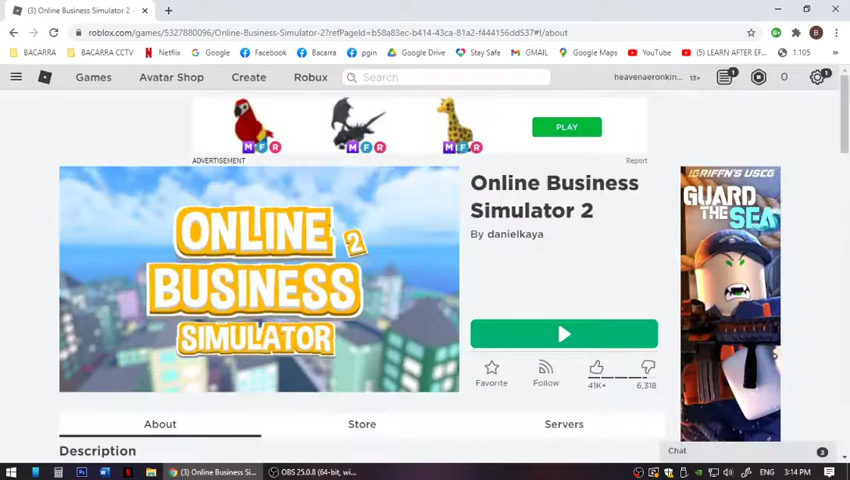 (3) Online Business Simulator 2 -
roblox.com/games/5327880096/Online-Business-Simulator-2?refPageId=b58a83ec-b414-43ca-81a2-f444156dd537#!/about
BACARRA
BACARRA CCTV
Netflix
Google
Facebook
Bacarra
pgin
Google Drive
Stay Safe
GMAIL
Google Maps
YouTube
(5) LEARN AFTER EF...
1.105
Games
Avatar Shop
Create
Robux
Search
heavenaeronkin...
13+
1
0
1
M F R
M F R
M F R
PLAY
ADVERTISEMENT
Report
ONLINE
2
BUSINESS
SIMULATOR
Online Business
Simulator 2
By danielkaya
Favorite
Follow
41K+
6,318
IGRIFFN'S USCG
GUARD
THE SEA
About
Store
Servers
Description
Chat
3
(3) Online Business Si...
OBS 25.0.8 (64-bit, wi...
ENG
3:14 PM